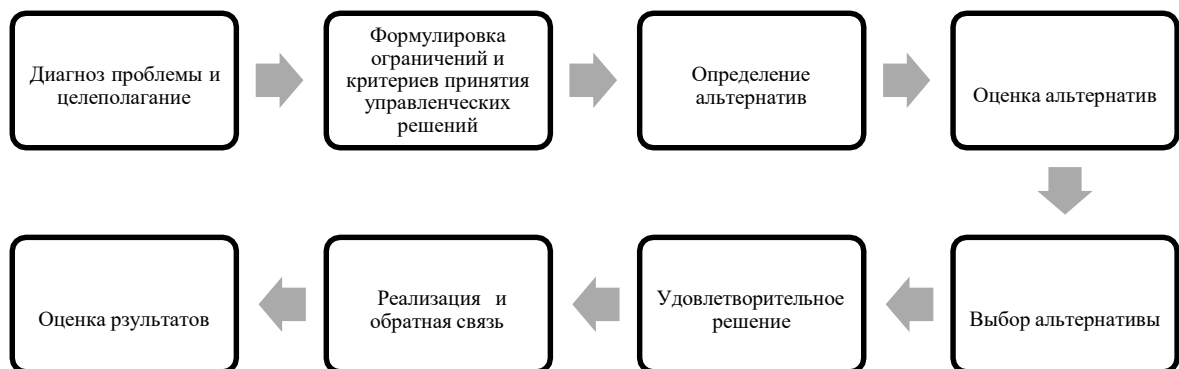 Диагноз проблемы и
целеполагание
Формулировка
ограничений и
критериев принятия
управленческих
решений
Определение
альтернатив
Оценка альтернатив
Выбор альтернативы
Удовлетворительное
решение
Реализация и
обратная связь
Оценка рзультатов